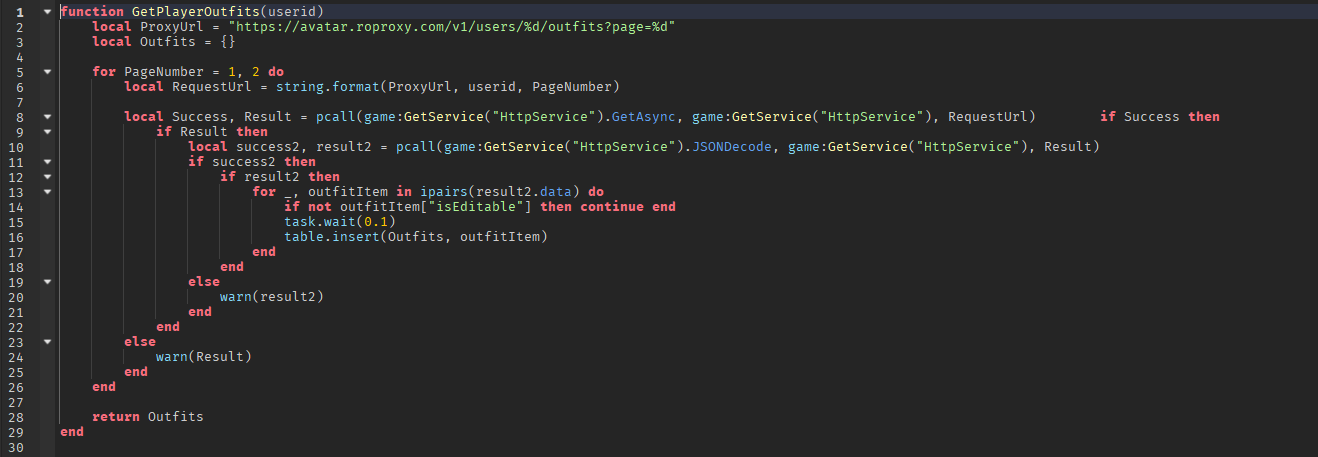 1 function GetPlayerOutfits(userid)
2 local ProxyUrl = "https://avatar.roproxy.com/v1/users/%d/outfits?page=%d"
3 local Outfits = {}
4
5 for PageNumber = 1, 2 do
6 local RequestUrl = string.format(ProxyUrl, userid, PageNumber)
7
8 local Success, Result = pcall(game:GetService("HttpService").GetAsync, game:GetService("HttpService"), RequestUrl) if Success then
9 if Result then
10 local success2, result2 = pcall(game:GetService("HttpService").JSONDecode, game:GetService("HttpService"), Result)
11 if success2 then
12 if result2 then
13 for _, outfitItem in ipairs(result2.data) do
14 if not outfitItem["isEditable"] then continue end
15 task.wait(0.1)
16 table.insert(Outfits, outfitItem)
17 end
18 end
19 else
20 warn(result2)
21 end
22 end
23 else
24 warn(Result)
25 end
26 end
27
28 return Outfits
29 end
30